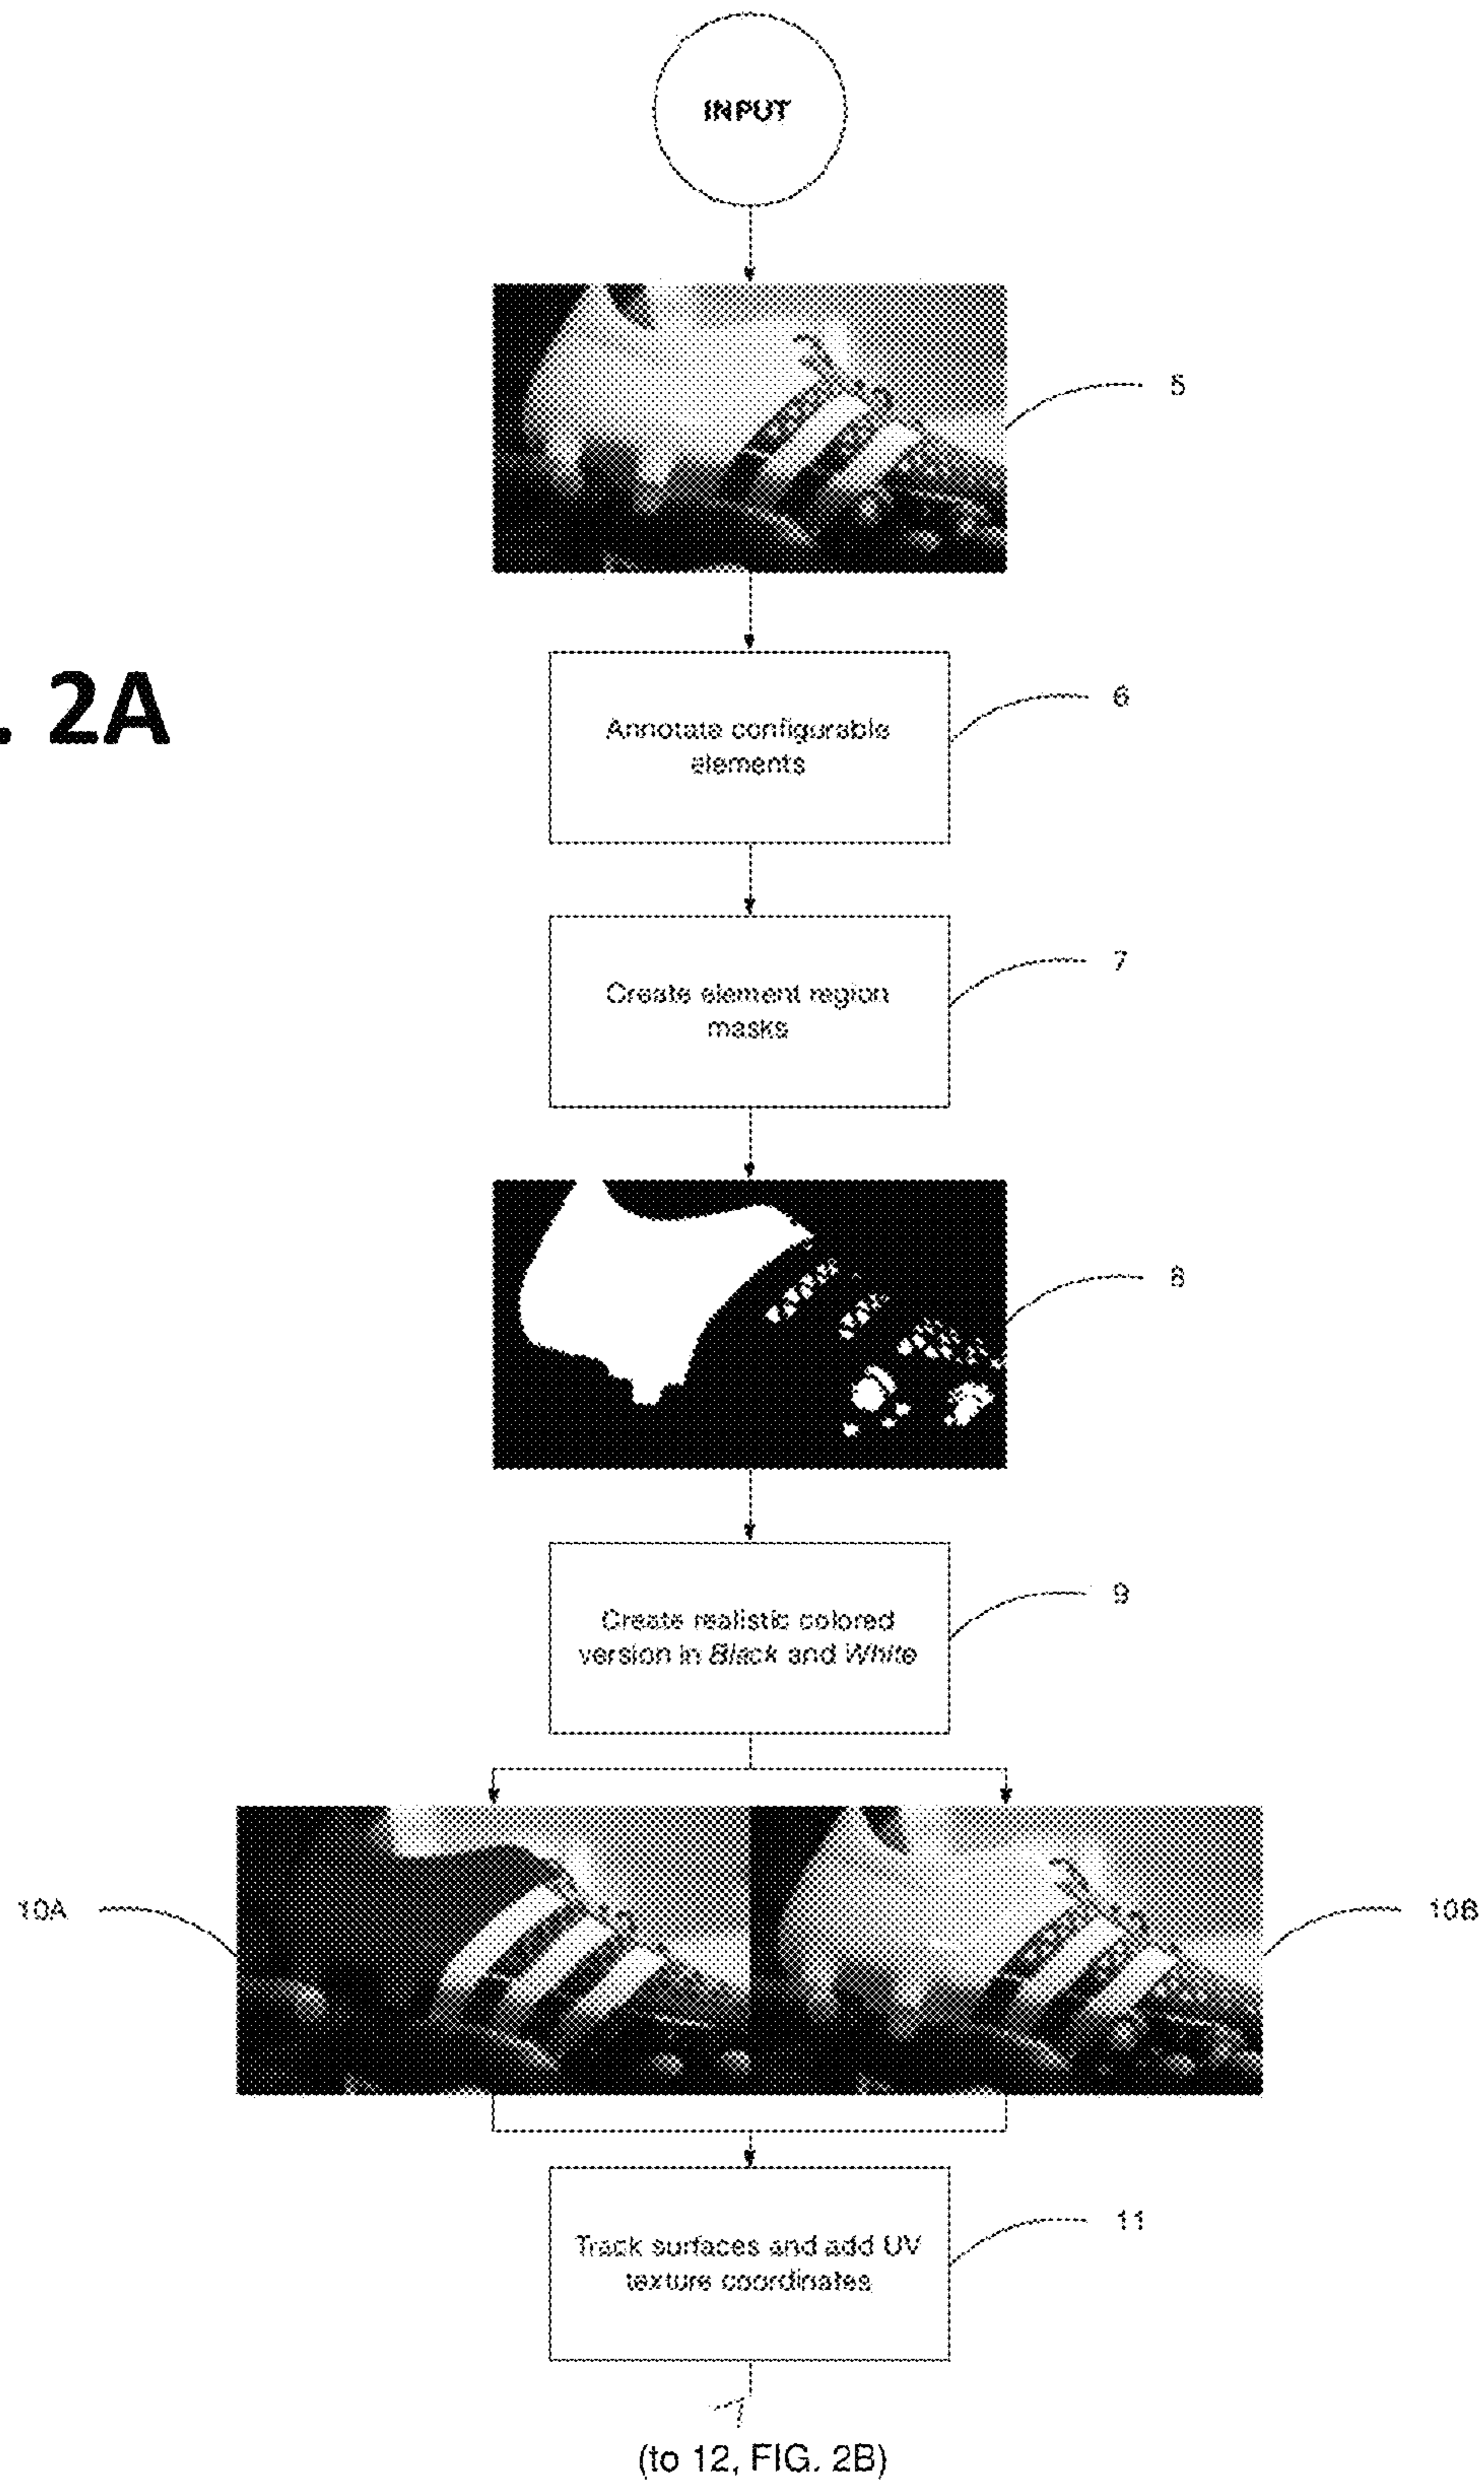 INPUT
5
. 2A
6
Annotate configurable
elements
7
Create element region
masks
8
9
Create realistic colored
version in Black and White
10A
10B
11
Track surfaces and add UV
texture coordinates
(to 12, FIG. 2B)